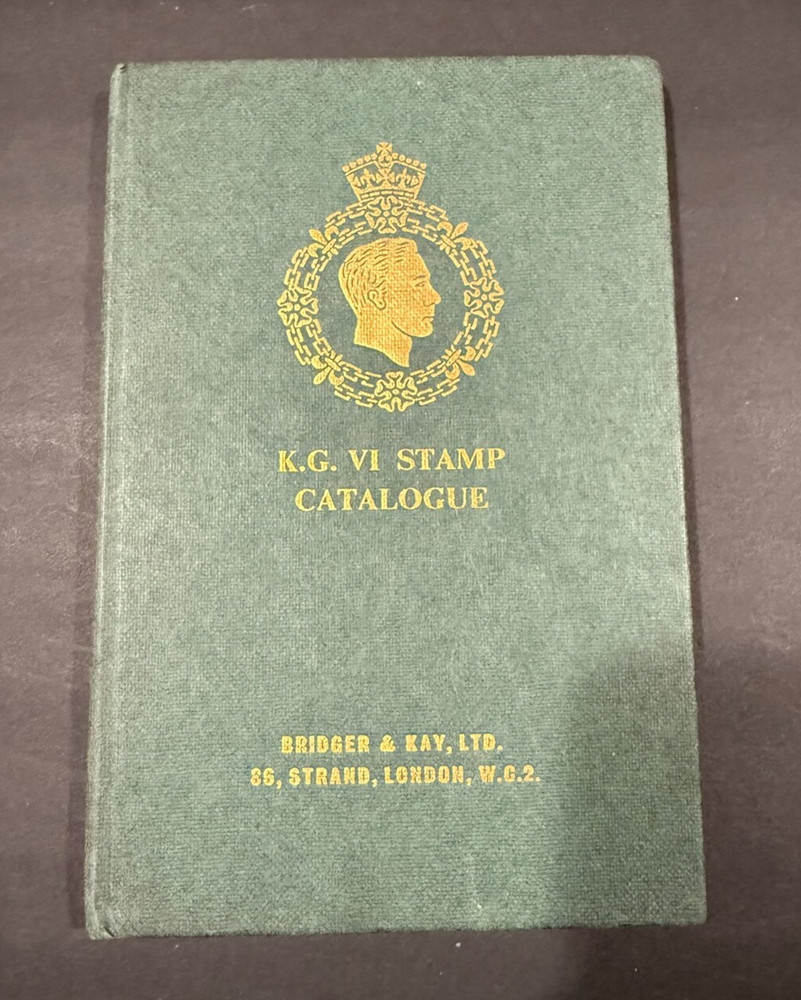 K.G. VI STAMP
CATALOGUE
BRIDGER & KAY, LTD.
86, STRAND, LONDON, W.C.2.